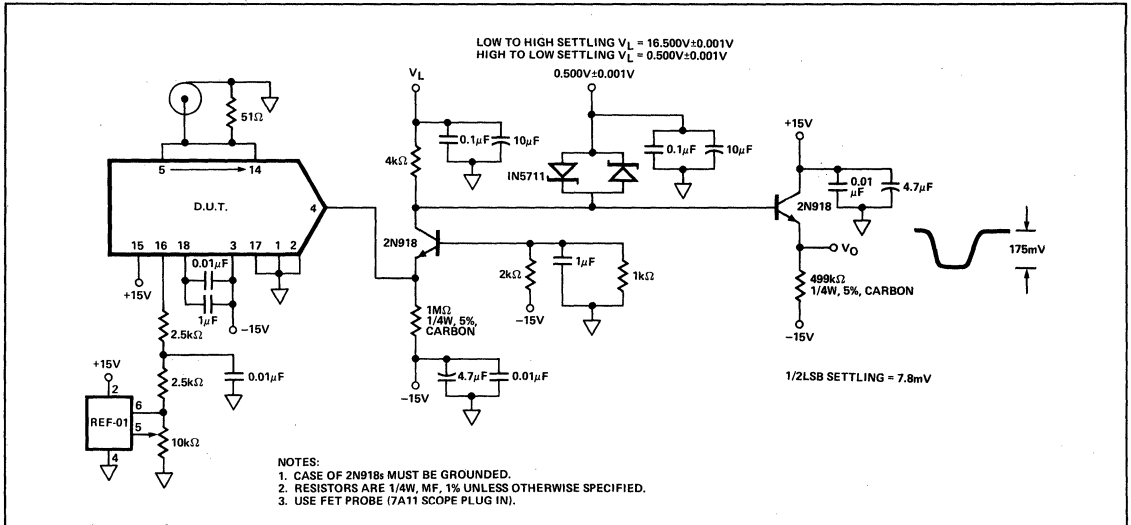 LOW TO HIGH SETTLING VL = 16.500V±0.001V
HIGH TO LOW SETTLING VL = 0.500V±0.001V
VL
0.500V±0.001V
51Ω
0.1µF
10µF
4kΩ
IN5711
0.1µF
10µF
+15V
0.01
µF
4.7µF
2N918
VO
175mV
499kΩ
1/4W, 5%, CARBON
-15V
1/2LSB SETTLING = 7.8mV
5
14
D.U.T.
4
15
16
18
3
17
1
2
+15V
0.01µF
1µF
-15V
2N918
2kΩ
-15V
1µF
1kΩ
1MΩ
1/4W, 5%,
CARBON
4.7µF
0.01µF
-15V
2.5kΩ
2.5kΩ
0.01µF
+15V
2
REF-01
6
5
4
10kΩ
NOTES:
1. CASE OF 2N918s MUST BE GROUNDED.
2. RESISTORS ARE 1/4W, MF, 1% UNLESS OTHERWISE SPECIFIED.
3. USE FET PROBE (7A11 SCOPE PLUG IN).